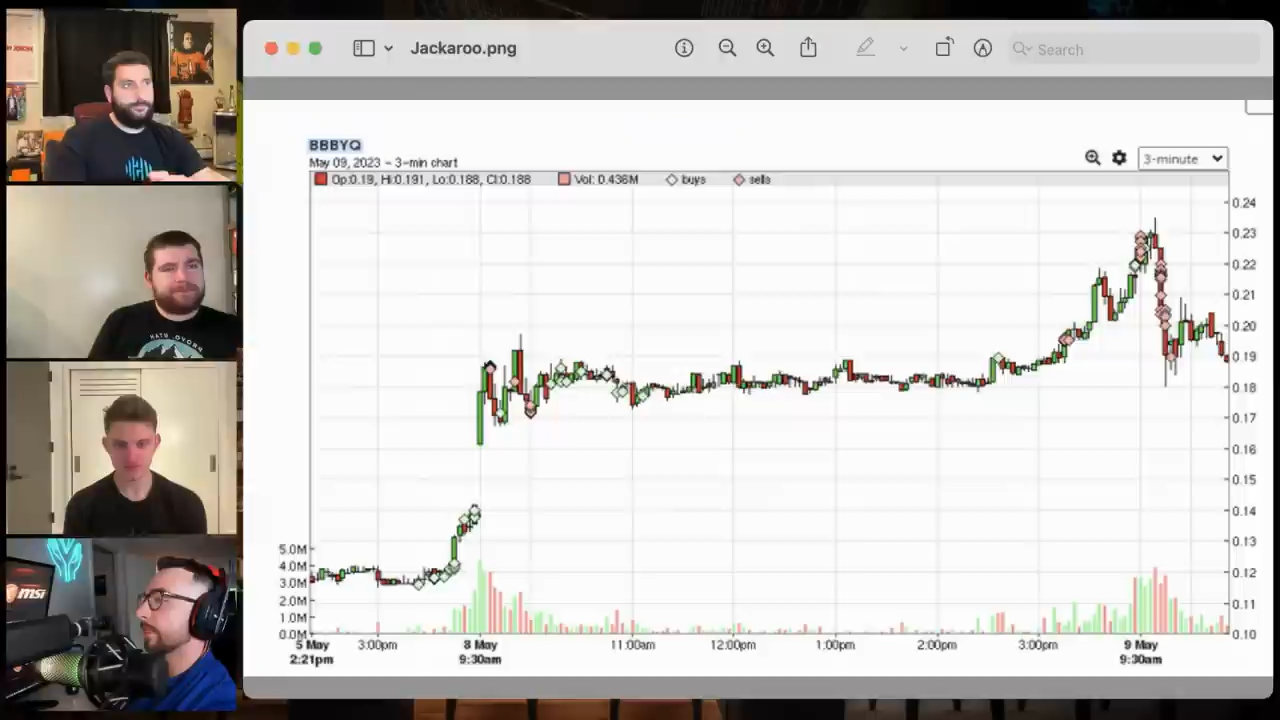 Jackaroo.png
Search
BBBYQ
May 09, 2023 - 3-min chart
3-minute
Op:0.19, Hi:0.191, Lo:0.188, Cl:0.188 Vol: 0.436M buys sells
0.24
0.23
0.22
0.21
0.20
0.19
0.18
0.17
0.16
0.15
0.14
0.13
0.12
0.11
0.10
5.0M
4.0M
3.0M
2.0M
1.0M
0.0M
5 May 3:00pm 8 May 11:00am 12:00pm 1:00pm 2:00pm 3:00pm 9 May
2:21pm 9:30am 9:30am
msi